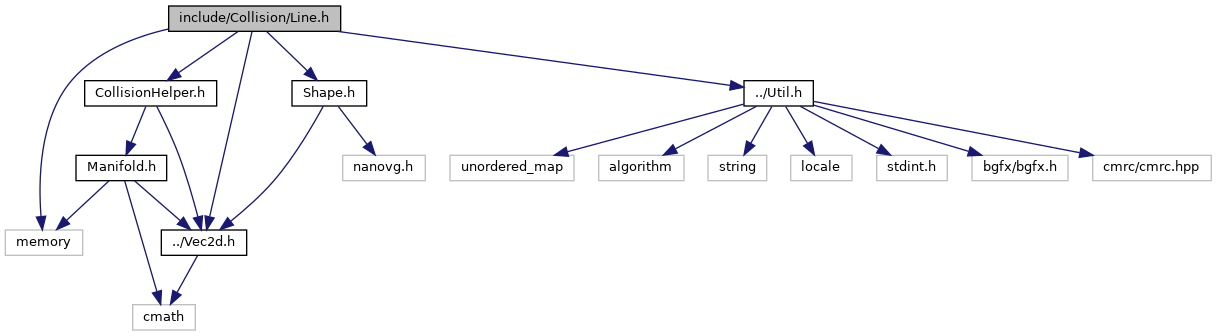 include/Collision/Line.h
CollisionHelper.h
Shape.h
../Util.h
Manifold.h
nanovg.h
unordered_map
algorithm
string
locale
stdint.h
bgfx/bgfx.h
cmrc/cmrc.hpp
memory
../Vec2d.h
cmath